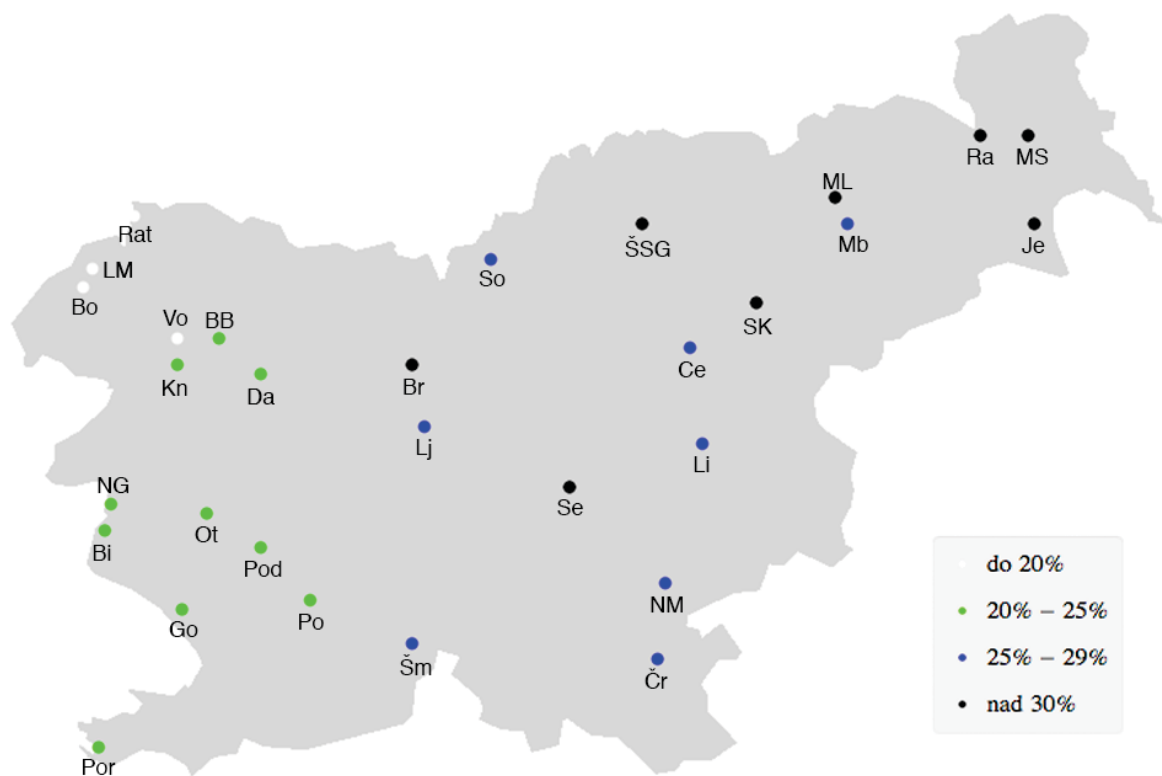 Ra
MS
ML
Rat
ŠSG
Mb
Je
LM
So
Bo
Vo
BB
SK
Kn
Da
Br
Ce
Lj
Li
NG
Se
Bi
Ot
Pod
do 20%
NM
20% – 25%
Go
Po
Šm
Čr
25% – 29%
nad 30%
Por